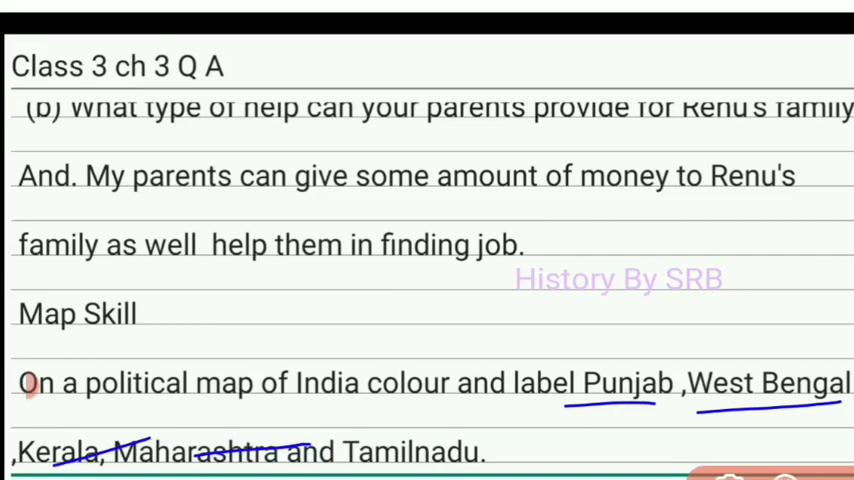 Class 3 ch 3 Q A
(b) What type of help can your parents provide for Renu's family
And. My parents can give some amount of money to Renu's
family as well help them in finding job.
History By SRB
Map Skill
On a political map of India colour and label Punjab ,West Bengal
,Kerala, Maharashtra and Tamilnadu.